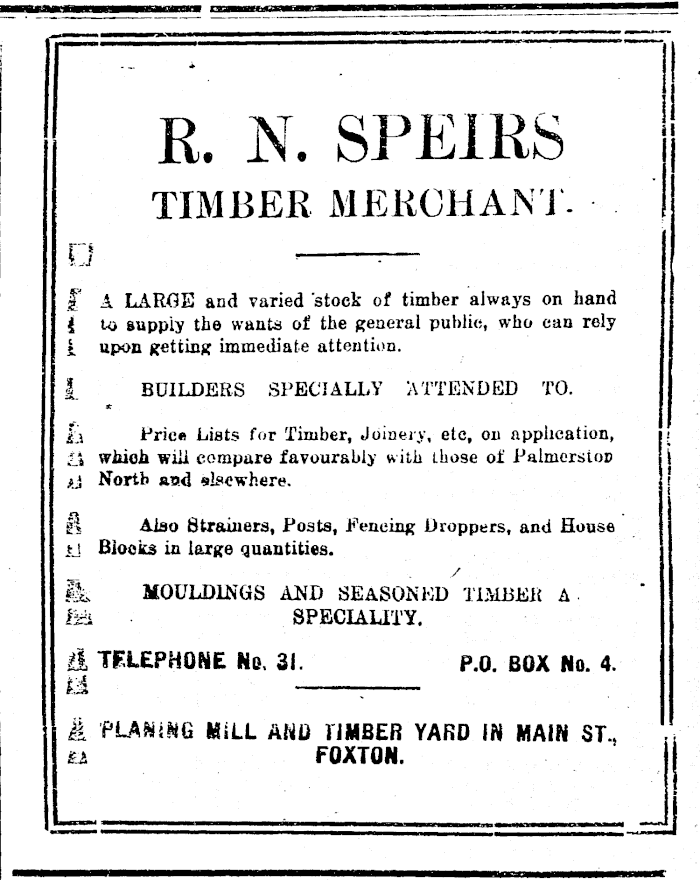 R. N. SPEIRS
TIMBER MERCHANT.
A LARGE and varied stock of timber always on hand
to supply the wants of the general public, who can rely
upon getting immediate attention.
BUILDERS SPECIALLY ATTENDED TO.
Price Lists for Timber, Joinery, etc, on application,
which will compare favourably with those of Palmerston
North and elsewhere.
Also Strainers, Posts, Fencing Droppers, and House
Blocks in large quantities.
MOULDINGS AND SEASONED TIMBER A
SPECIALITY.
TELEPHONE No. 31. P.O. BOX No. 4.
PLANING MILL AND TIMBER YARD IN MAIN ST.,
FOXTON.